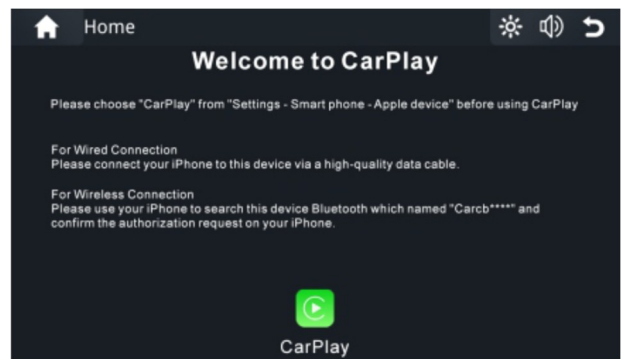 Home
Welcome to CarPlay
Please choose "CarPlay" from "Settings - Smart phone - Apple device" before using CarPlay
For Wired Connection
Please connect your iPhone to this device via a high-quality data cable.
For Wireless Connection
Please use your iPhone to search this device Bluetooth which named "Carcb****" and
confirm the authorization request on your iPhone.
CarPlay